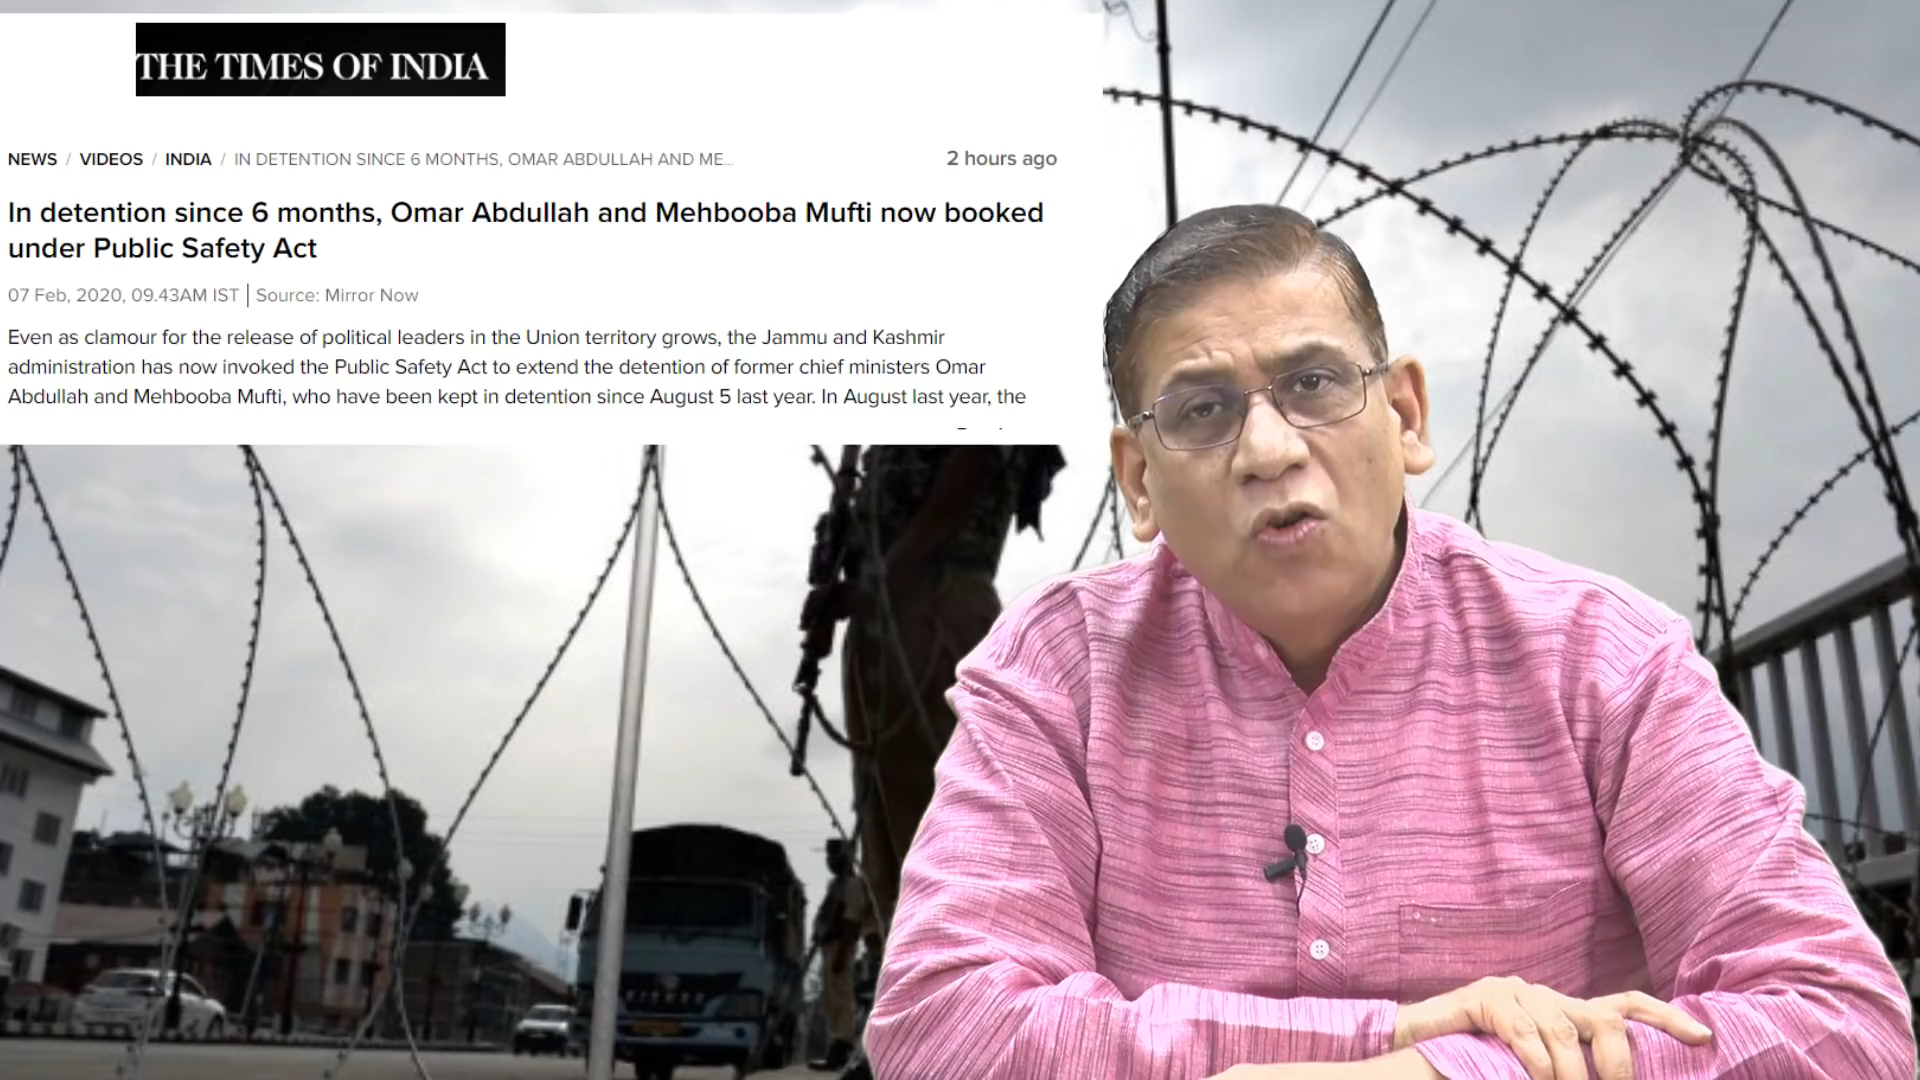 THE TIMES OF INDIA
NEWS / VIDEOS / INDIA / IN DETENTION SINCE 6 MONTHS, OMAR ABDULLAH AND ME...
2 hours ago
In detention since 6 months, Omar Abdullah and Mehbooba Mufti now booked
under Public Safety Act
07 Feb, 2020, 09.43AM IST | Source: Mirror Now
Even as clamour for the release of political leaders in the Union territory grows, the Jammu and Kashmir
administration has now invoked the Public Safety Act to extend the detention of former chief ministers Omar
Abdullah and Mehbooba Mufti, who have been kept in detention since August 5 last year. In August last year, the